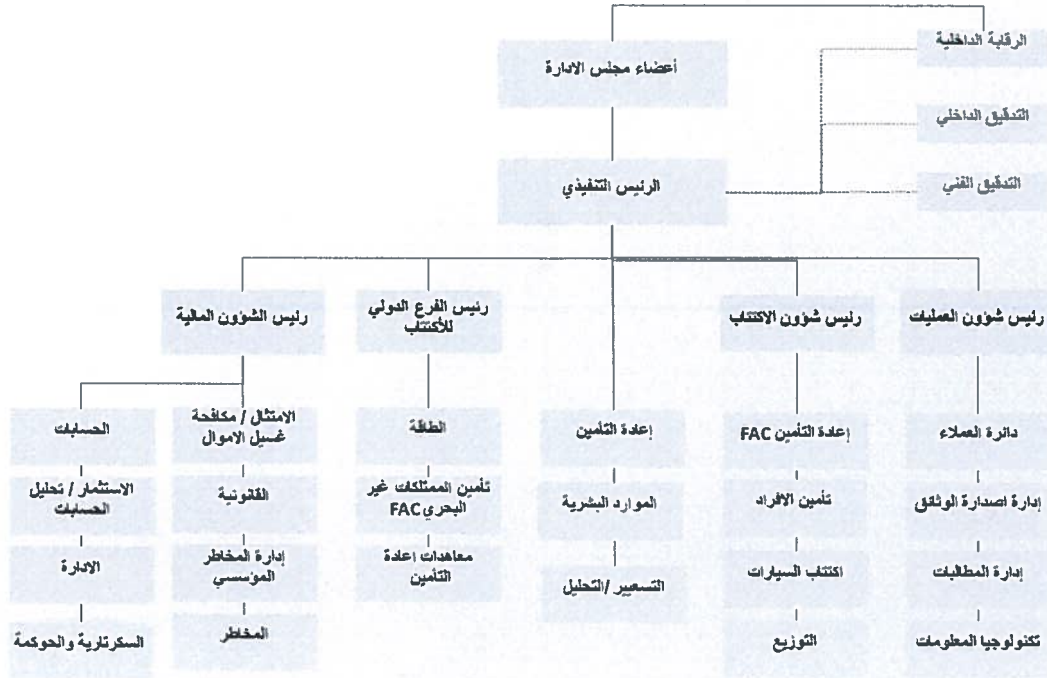 الرقابة الداخلية
أعضاء مجلس الادارة
التدقيق الداخلي
الرئيس التنفيذي
التدقيق الفني
رئيس شؤون العمليات
رئيس شؤون الاكتتاب
رئيس الفرع الدولي
للأكتتاب
رئيس الشؤون المالية
دائرة العملاء
إعادة التأمين FAC
إعادة التأمين
الطاقة
الامتثال / مكافحة
غسيل الاموال
الحسابات
إدارة اصدارة الوثائق
تأمين الافراد
الموارد البشرية
تأمين الممتلكات غير
البحري FAC
القانونية
الاستثمار / تحليل
الحسابات
إدارة المطالبات
اكتتاب السيارات
التسعير /التحليل
معاهدات إعادة
التأمين
إدارة المخاطر
المؤسسي
الادارة
تكنولوجيا المعلومات
التوزيع
المخاطر
السكرتارية والحوكمة